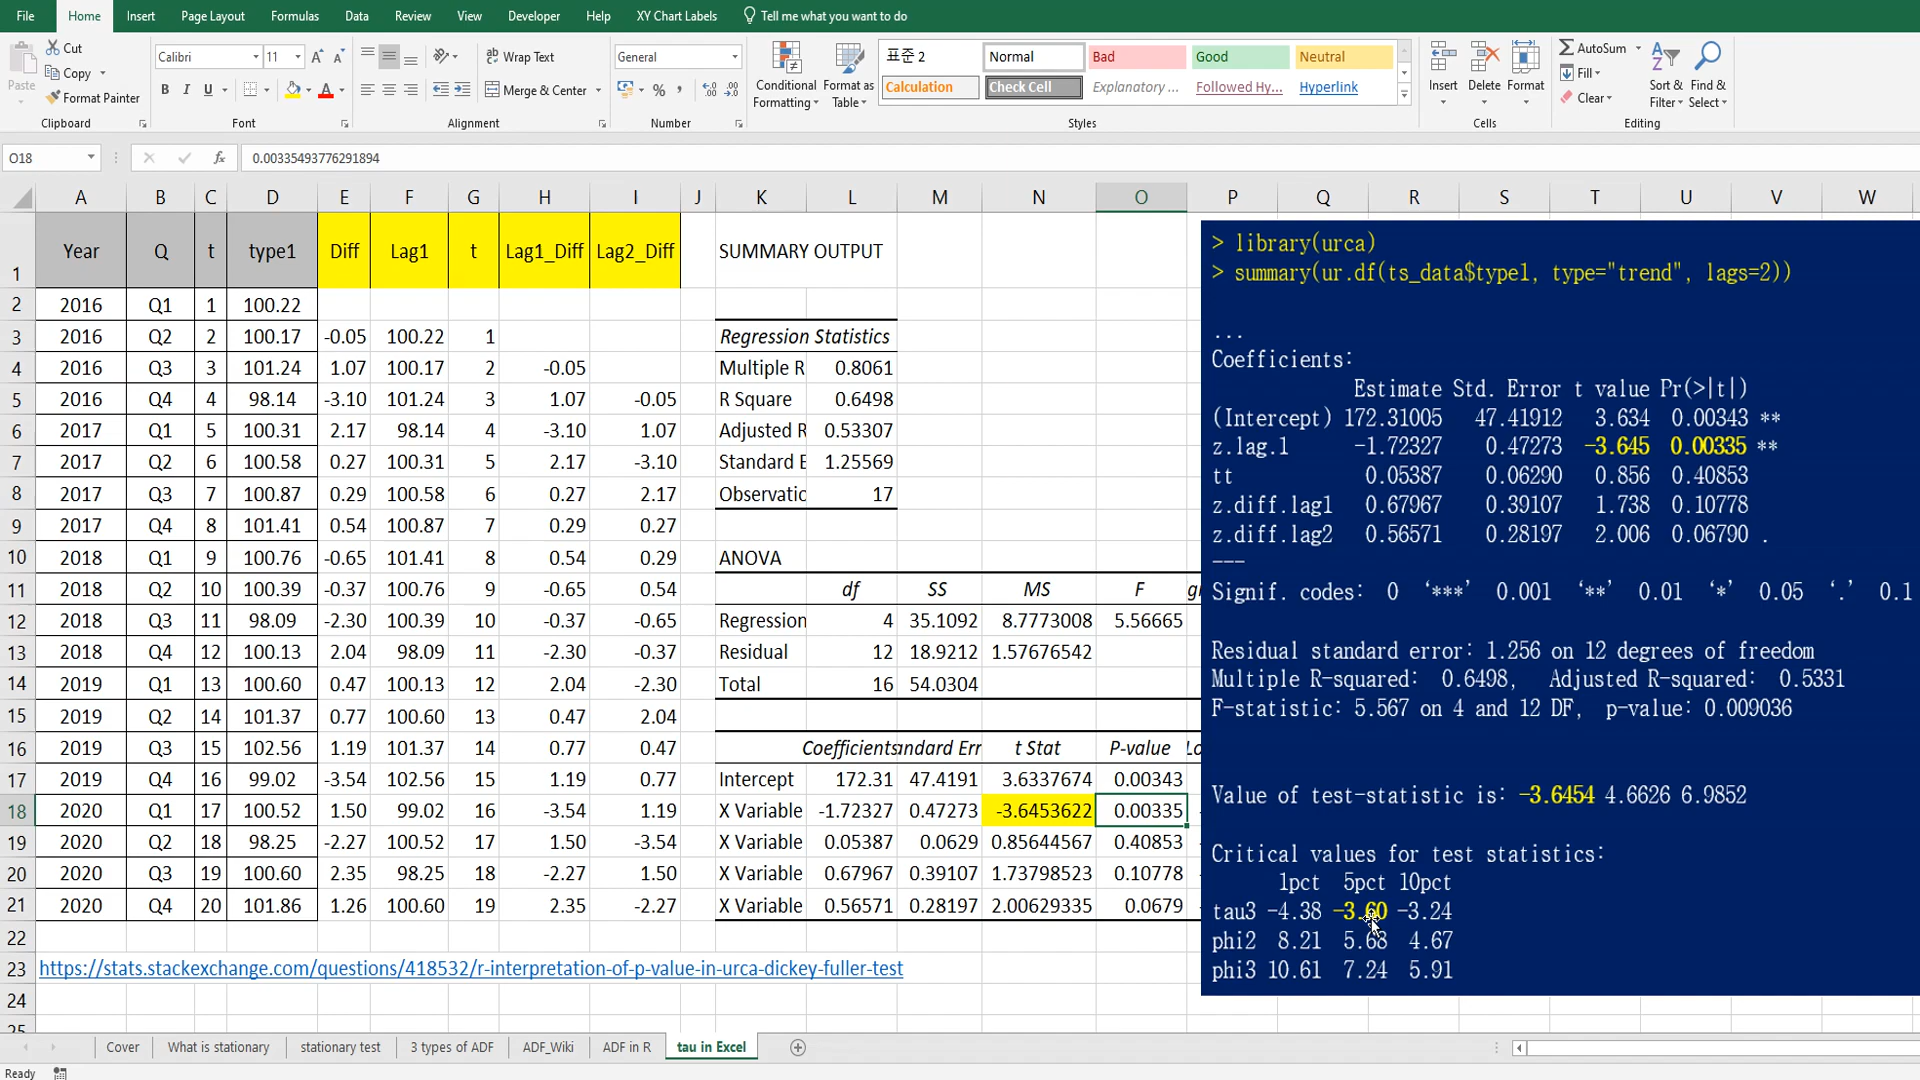 File Home Insert Page Layout Formulas Data Review View Developer Help XY Chart Labels Tell me what you want to do
Cut
Copy
Format Painter
Paste
Clipboard
Calibri 11
B I U
Font
Wrap Text
Merge & Center
Alignment
General
% ,
Number
Conditional Formatting
Format as Table
표준 2 Normal Bad Good Neutral
Calculation Check Cell Explanatory ... Followed Hy... Hyperlink
Styles
Insert Delete Format
Cells
AutoSum
Fill
Clear
Sort & Filter
Find & Select
Editing
O18 fx 0.00335493776291894
A B C D E F G H I J K L M N O P Q R S T U V W
1 Year Q t type1 Diff Lag1 t Lag1_Diff Lag2_Diff SUMMARY OUTPUT
2 2016 Q1 1 100.22
3 2016 Q2 2 100.17 -0.05 100.22 1 Regression Statistics
4 2016 Q3 3 101.24 1.07 100.17 2 -0.05 Multiple R 0.8061
5 2016 Q4 4 98.14 -3.10 101.24 3 1.07 -0.05 R Square 0.6498
6 2017 Q1 5 100.31 2.17 98.14 4 -3.10 1.07 Adjusted R 0.53307
7 2017 Q2 6 100.58 0.27 100.31 5 2.17 -3.10 Standard E 1.25569
8 2017 Q3 7 100.87 0.29 100.58 6 0.27 2.17 Observatio 17
9 2017 Q4 8 101.41 0.54 100.87 7 0.29 0.27
10 2018 Q1 9 100.76 -0.65 101.41 8 0.54 0.29 ANOVA
11 2018 Q2 10 100.39 -0.37 100.76 9 -0.65 0.54 df SS MS F
12 2018 Q3 11 98.09 -2.30 100.39 10 -0.37 -0.65 Regression 4 35.1092 8.7773008 5.56665
13 2018 Q4 12 100.13 2.04 98.09 11 -2.30 -0.37 Residual 12 18.9212 1.57676542
14 2019 Q1 13 100.60 0.47 100.13 12 2.04 -2.30 Total 16 54.0304
15 2019 Q2 14 101.37 0.77 100.60 13 0.47 2.04
16 2019 Q3 15 102.56 1.19 101.37 14 0.77 0.47 Coefficients ndard Err t Stat P-value Lo
17 2019 Q4 16 99.02 -3.54 102.56 15 1.19 0.77 Intercept 172.31 47.4191 3.6337674 0.00343
18 2020 Q1 17 100.52 1.50 99.02 16 -3.54 1.19 X Variable -1.72327 0.47273 -3.6453622 0.00335
19 2020 Q2 18 98.25 -2.27 100.52 17 1.50 -3.54 X Variable 0.05387 0.0629 0.85644567 0.40853
20 2020 Q3 19 100.60 2.35 98.25 18 -2.27 1.50 X Variable 0.67967 0.39107 1.73798523 0.10778
21 2020 Q4 20 101.86 1.26 100.60 19 2.35 -2.27 X Variable 0.56571 0.28197 2.00629335 0.0679
22
23 https://stats.stackexchange.com/questions/418532/r-interpretation-of-p-value-in-urca-dickey-fuller-test
24
25
> library(urca)
> summary(ur.df(ts_data$type1, type="trend", lags=2))
...
Coefficients:
Estimate Std. Error t value Pr(>|t|)
(Intercept) 172.31005 47.41912 3.634 0.00343 **
z.lag.1 -1.72327 0.47273 -3.645 0.00335 **
tt 0.05387 0.06290 0.856 0.40853
z.diff.lag1 0.67967 0.39107 1.738 0.10778
z.diff.lag2 0.56571 0.28197 2.006 0.06790 .
---
Signif. codes: 0 ‘***’ 0.001 ‘**’ 0.01 ‘*’ 0.05 ‘.’ 0.1
Residual standard error: 1.256 on 12 degrees of freedom
Multiple R-squared: 0.6498, Adjusted R-squared: 0.5331
F-statistic: 5.567 on 4 and 12 DF, p-value: 0.009036
Value of test-statistic is: -3.6454 4.6626 6.9852
Critical values for test statistics:
1pct 5pct 10pct
tau3 -4.38 -3.60 -3.24
phi2 8.21 5.68 4.67
phi3 10.61 7.24 5.91
Cover What is stationary stationary test 3 types of ADF ADF_Wiki ADF in R tau in Excel
Ready